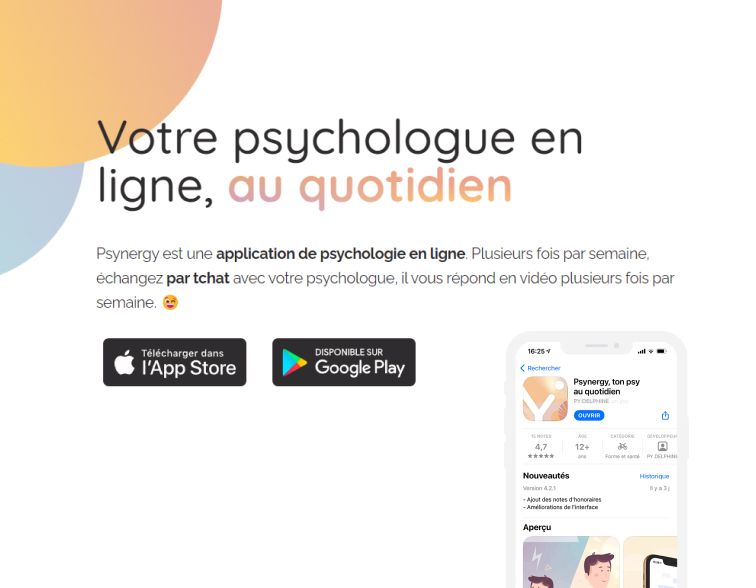 Votre psychologue en
ligne, au quotidien
Psynergy est une application de psychologie en ligne. Plusieurs fois par semaine,
échangez par tchat avec votre psychologue, il vous répond en vidéo plusieurs fois par
semaine. 😜
Télécharger dans
l'App Store
DISPONIBLE SUR
Google Play
16:25
Rechercher
Psynergy, ton psy
au quotidien
PY DELPHINE
OUVRIR
ÂGE
CATÉGORIE
4,7
12+
ans
Forme et santé
PY DELPHINE
Nouveautés
Historique
Version 4.2.1
Il y a 3 j
- Ajout des notes d'honoraires
- Améliorations de l'interface
Aperçu